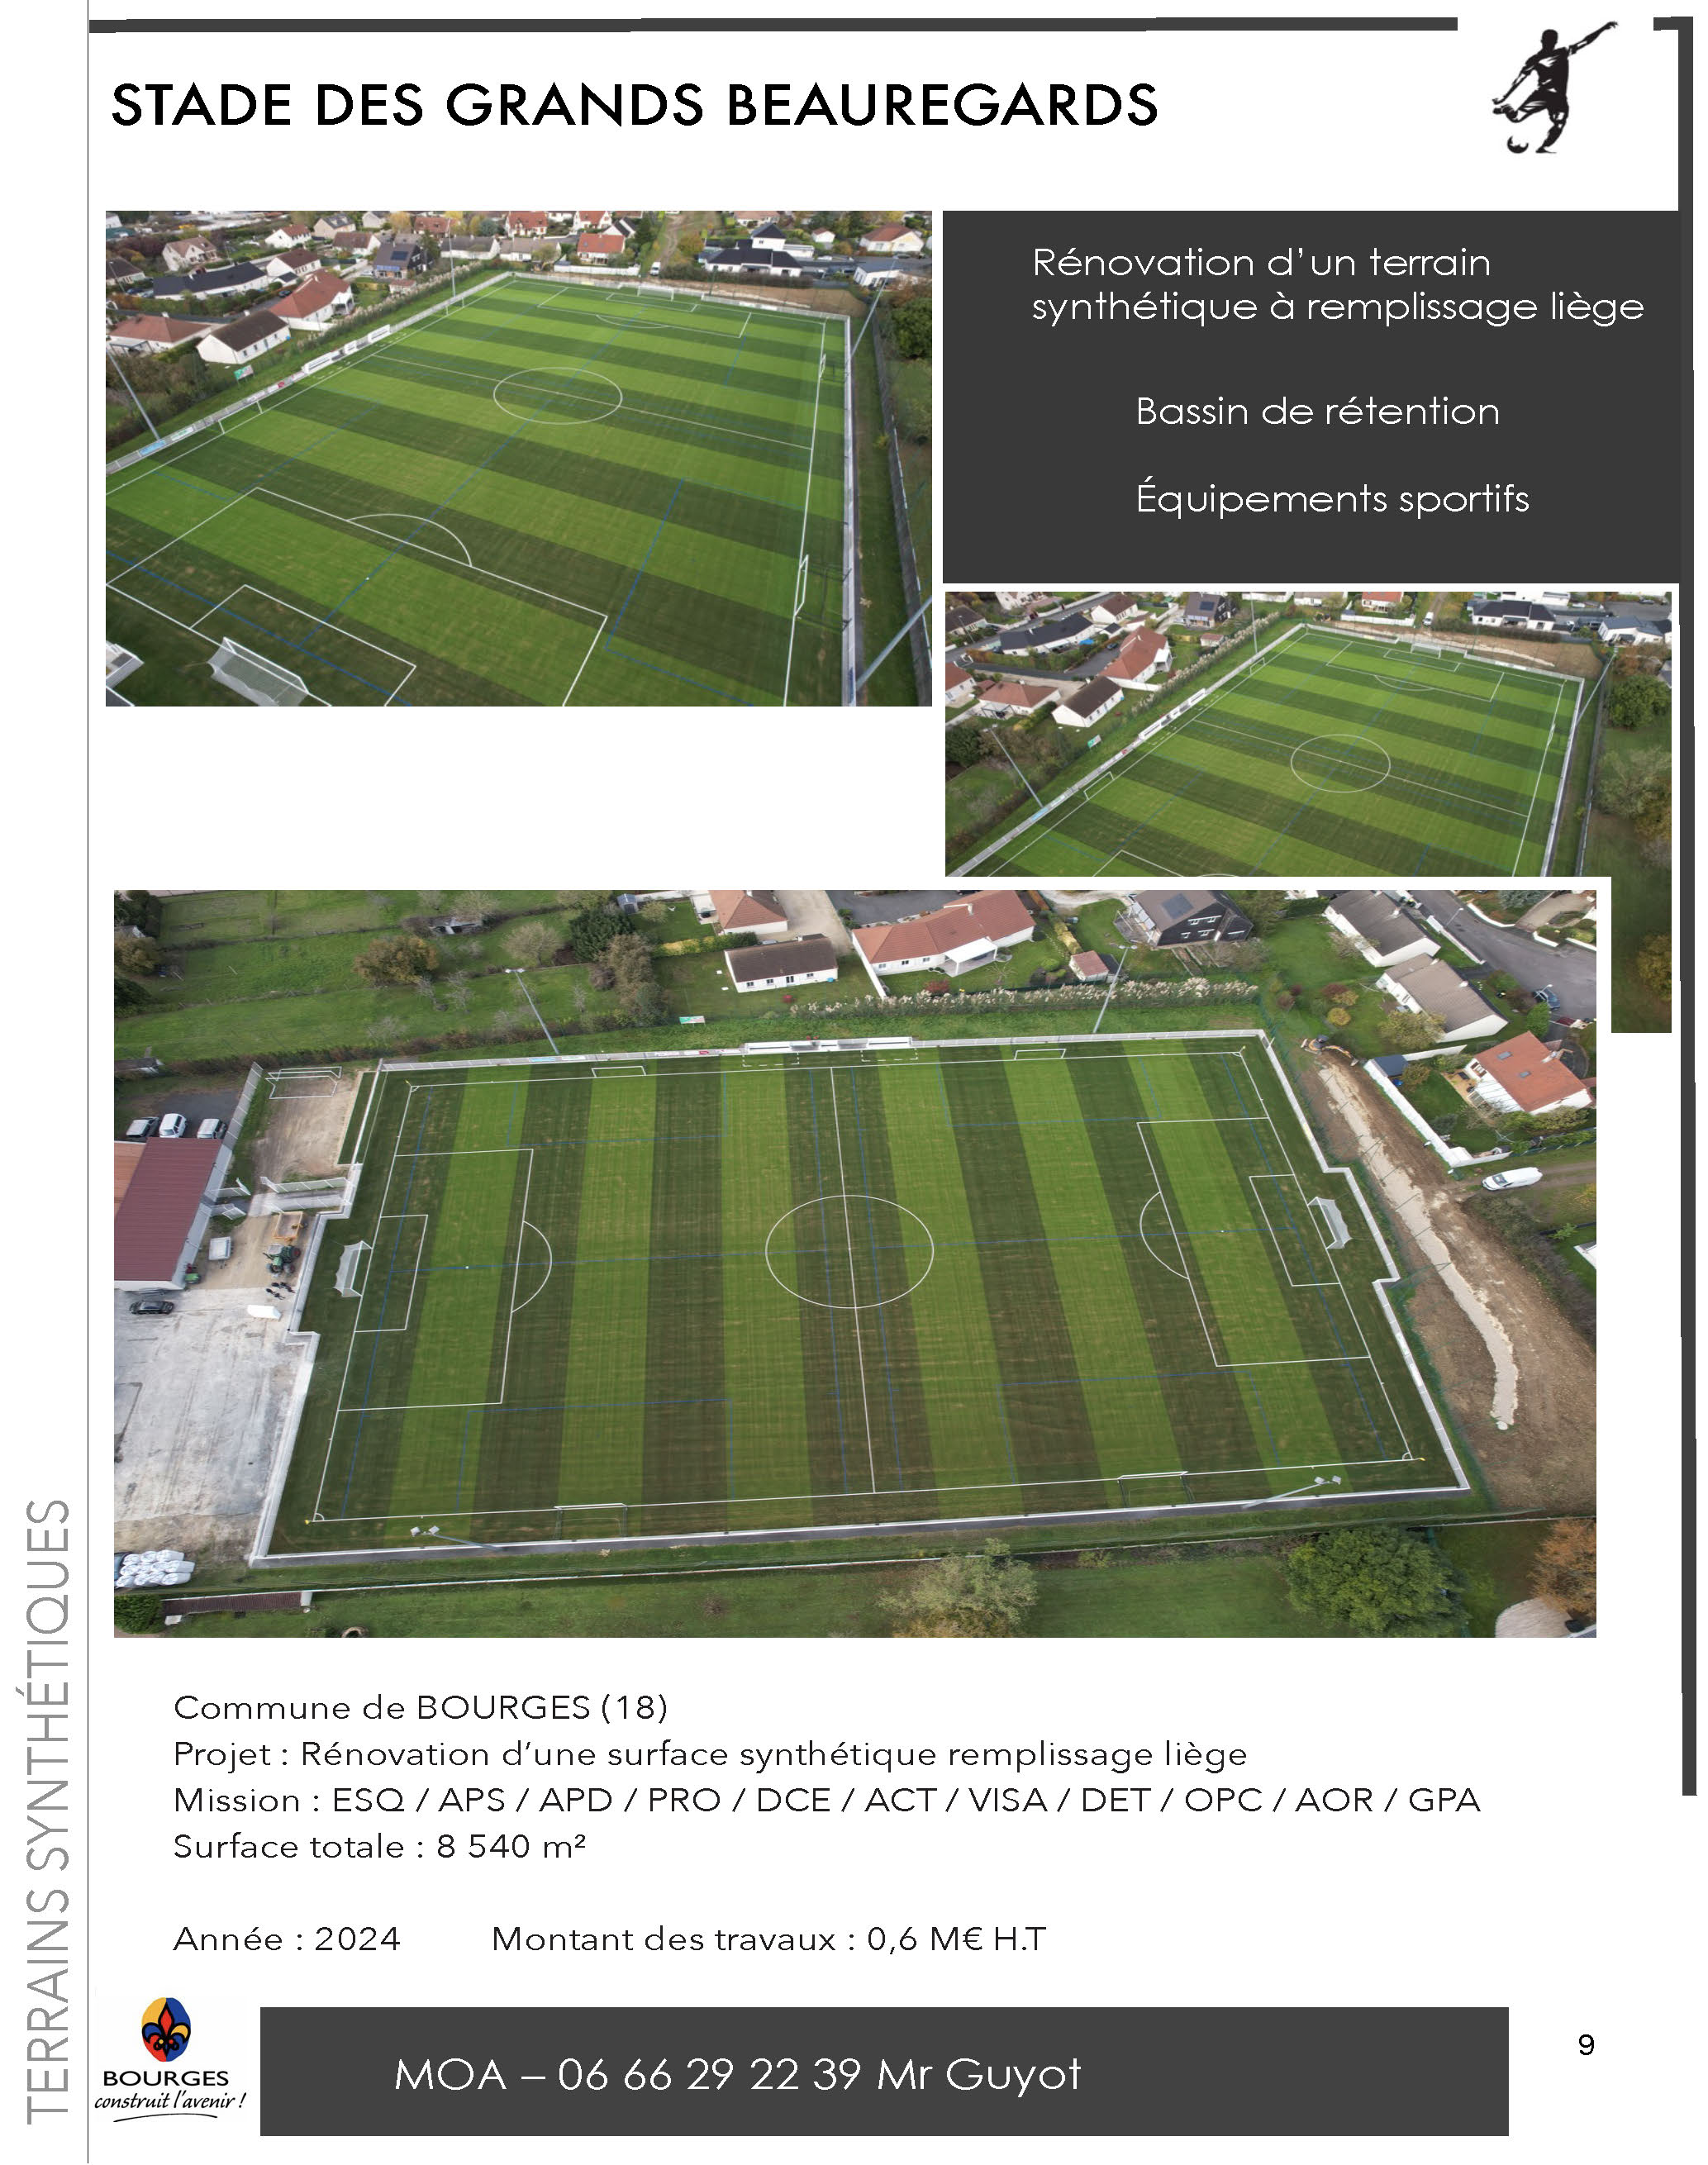 STADE DES GRANDS BEAUREGARDS
Rénovation d’un terrain
synthétique à remplissage liège
Bassin de rétention
Équipements sportifs
TERRAINS SYNTHÉTIQUES
Commune de BOURGES (18)
Projet : Rénovation d’une surface synthétique remplissage liège
Mission : ESQ / APS / APD / PRO / DCE / ACT / VISA / DET / OPC / AOR / GPA
Surface totale : 8 540 m²
Année : 2024 Montant des travaux : 0,6 M€ H.T
BOURGES
construit l’avenir !
MOA – 06 66 29 22 39 Mr Guyot
9